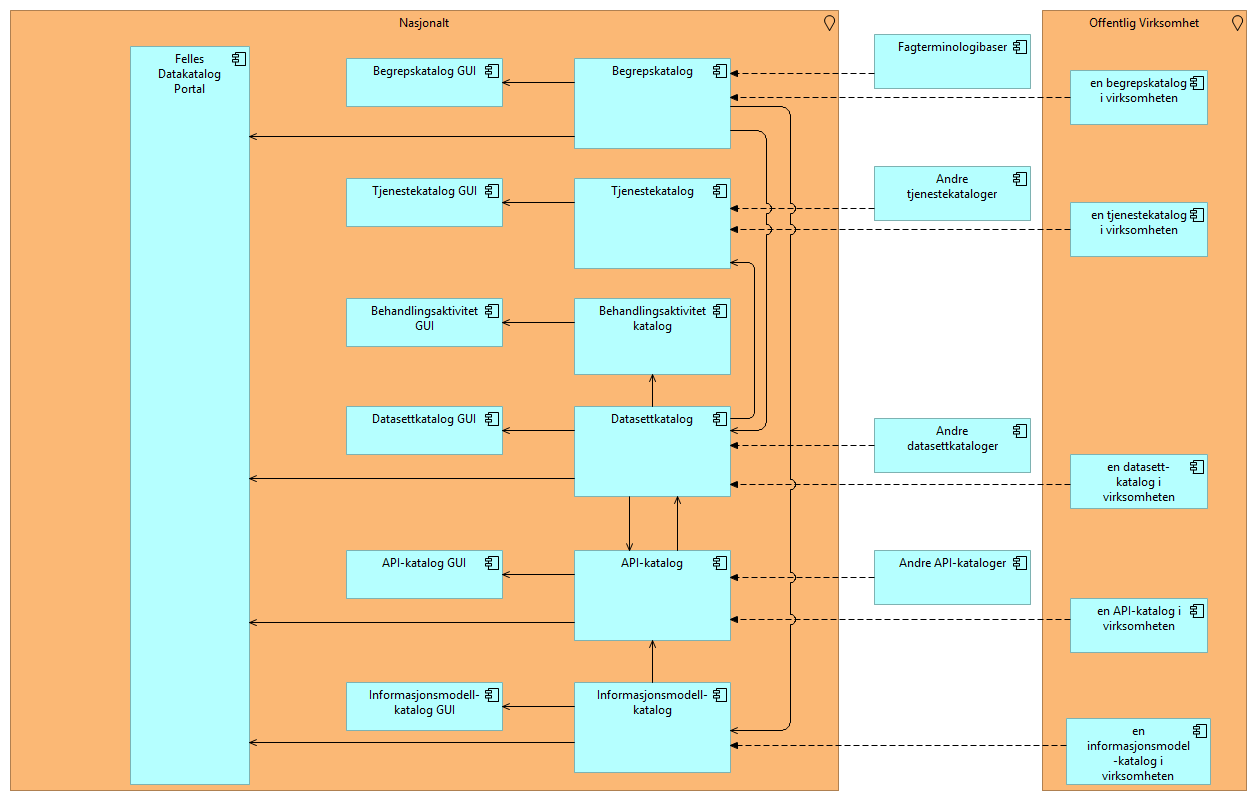 Nasjonalt
Offentlig Virksomhet
Felles
Datakatalog
Portal
Begrepskatalog GUI
Begrepskatalog
Fagterminologibaser
en begrepskatalog
i virksomheten
Tjenestekatalog GUI
Tjenestekatalog
Andre
tjenestekataloger
en tjenestekatalog
i virksomheten
Behandlingsaktivitet
GUI
Behandlingsaktivitet
katalog
Datasettkatalog GUI
Datasettkatalog
Andre
datasettkataloger
en datasett-
katalog i
virksomheten
API-katalog GUI
API-katalog
Andre API-kataloger
en API-katalog i
virksomheten
Informasjonsmodell-
katalog GUI
Informasjonsmodell-
katalog
en
informasjonsmodel
-katalog i
virksomheten